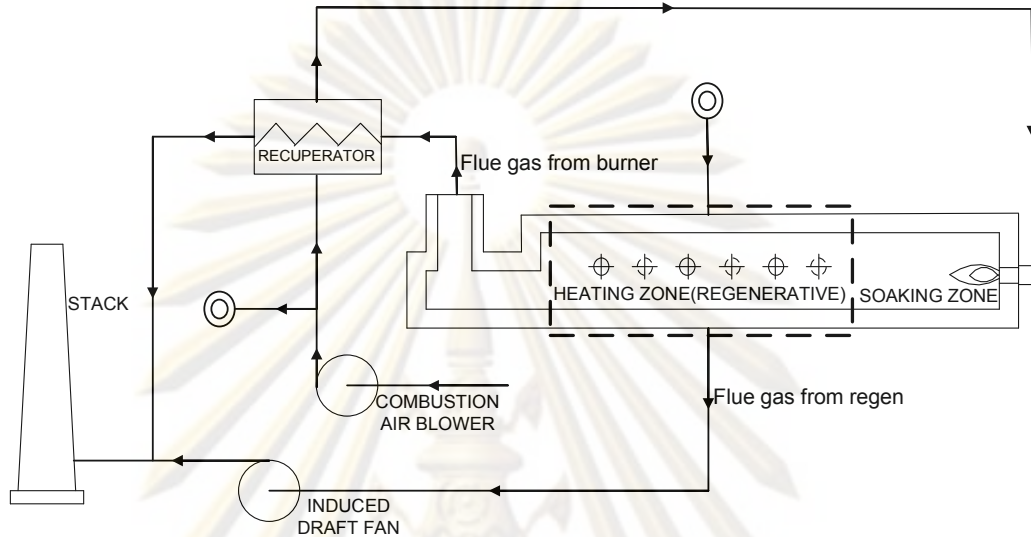 RECUPERATOR
Flue gas from burner
STACK
HEATING ZONE(REGENERATIVE)
SOAKING ZONE
COMBUSTION
AIR BLOWER
Flue gas from regen
INDUCED
DRAFT FAN